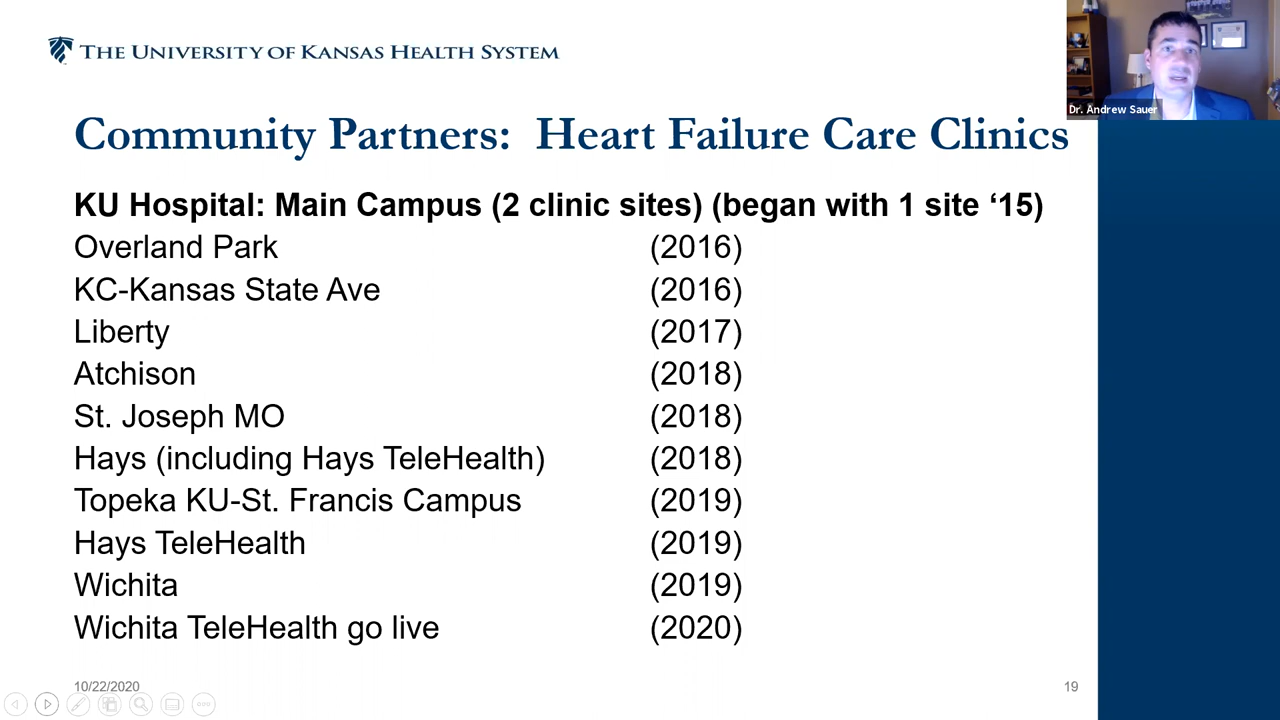 THE UNIVERSITY OF KANSAS HEALTH SYSTEM
Dr. Andrew Sauer
Community Partners: Heart Failure Care Clinics
KU Hospital: Main Campus (2 clinic sites) (began with 1 site ‘15)
Overland Park (2016)
KC-Kansas State Ave (2016)
Liberty (2017)
Atchison (2018)
St. Joseph MO (2018)
Hays (including Hays TeleHealth) (2018)
Topeka KU-St. Francis Campus (2019)
Hays TeleHealth (2019)
Wichita (2019)
Wichita TeleHealth go live (2020)
10/22/2020 19